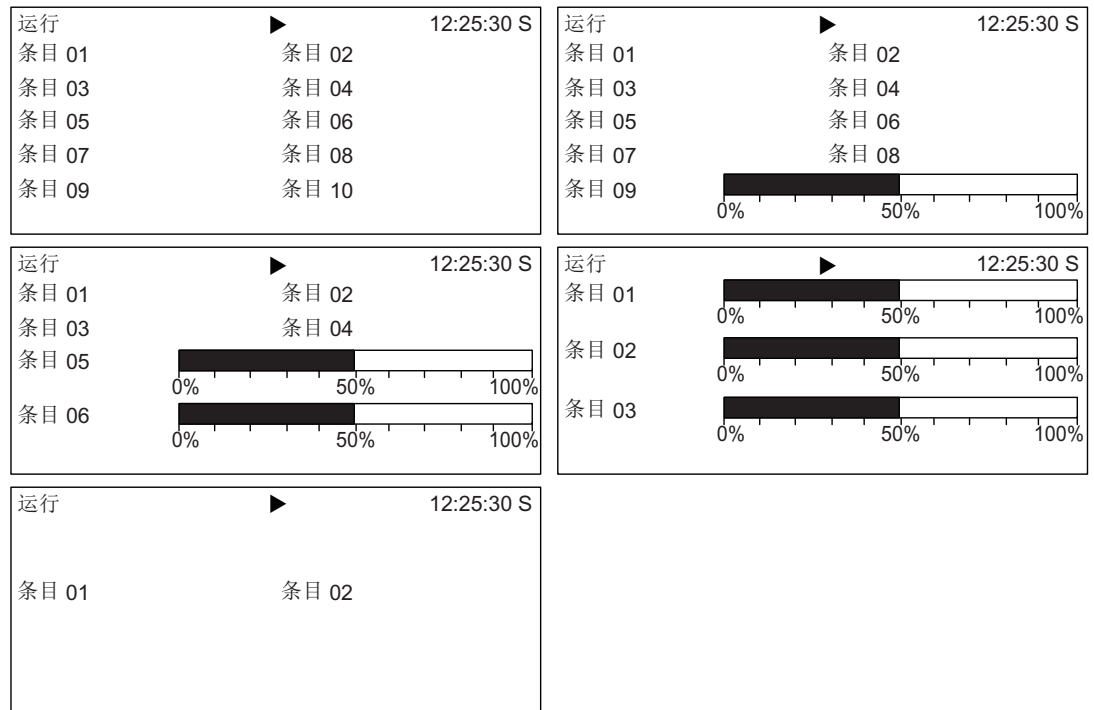 运行 ▶ 12:25:30 S
条目 01 条目 02
条目 03 条目 04
条目 05 条目 06
条目 07 条目 08
条目 09 条目 10
运行 ▶ 12:25:30 S
条目 01 条目 02
条目 03 条目 04
条目 05 条目 06
条目 07 条目 08
条目 09
0% 50% 100%
运行 ▶ 12:25:30 S
条目 01 条目 02
条目 03 条目 04
条目 05
0% 50% 100%
条目 06
0% 50% 100%
运行 ▶ 12:25:30 S
条目 01
0% 50% 100%
条目 02
0% 50% 100%
条目 03
0% 50% 100%
运行 ▶ 12:25:30 S
条目 01 条目 02